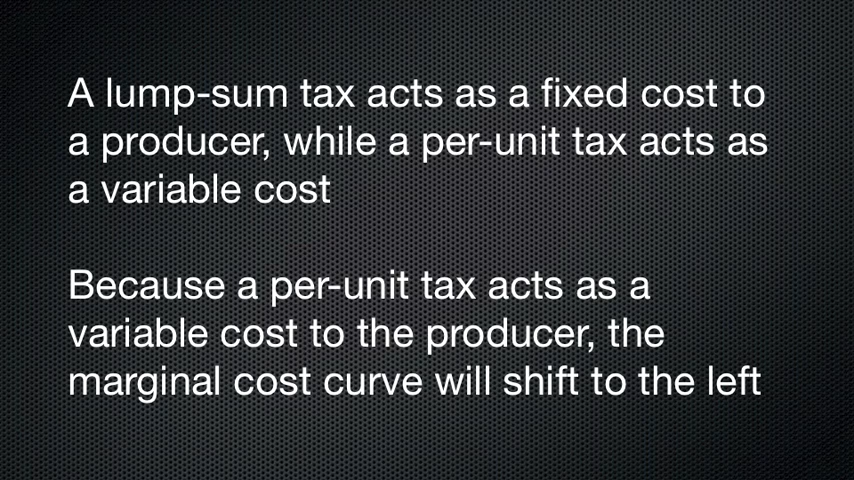 A lump-sum tax acts as a fixed cost to
a producer, while a per-unit tax acts as
a variable cost
Because a per-unit tax acts as a
variable cost to the producer, the
marginal cost curve will shift to the left